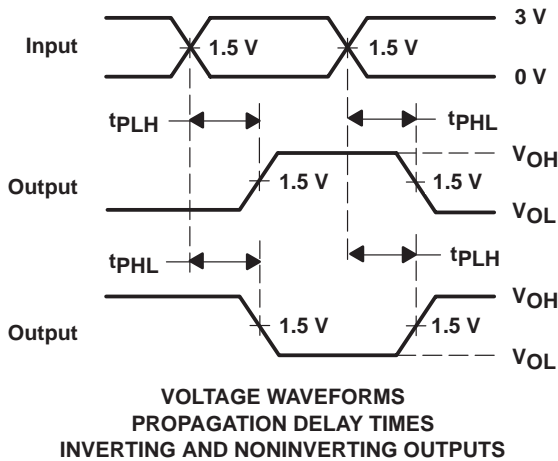 3 V
Input
1.5 V
1.5 V
0 V
tPLH
tPHL
VOH
Output
1.5 V
1.5 V
VOL
tPHL
tPLH
VOH
Output
1.5 V
1.5 V
VOL
VOLTAGE WAVEFORMS
PROPAGATION DELAY TIMES
INVERTING AND NONINVERTING OUTPUTS